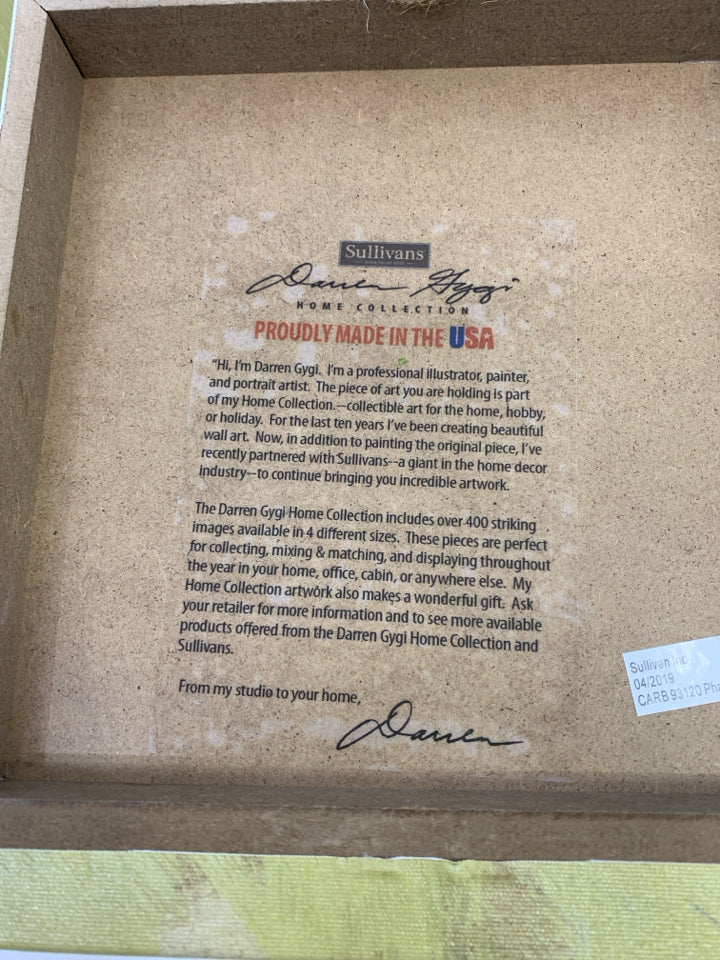 Sullivans
Darren Gygi
HOME COLLECTION
PROUDLY MADE IN THE USA
"Hi, I'm Darren Gygi. I'm a professional illustrator, painter,
and portrait artist. The piece of art you are holding is part
of my Home Collection.--collectible art for the home, hobby,
or holiday. For the last ten years I've been creating beautiful
wall art. Now, in addition to painting the original piece, I've
recently partnered with Sullivans--a giant in the home decor
industry--to continue bringing you incredible artwork.
The Darren Gygi Home Collection includes over 400 striking
images available in 4 different sizes. These pieces are perfect
for collecting, mixing & matching, and displaying throughout
the year in your home, office, cabin, or anywhere else. My
Home Collection artwork also makes a wonderful gift. Ask
your retailer for more information and to see more available
products offered from the Darren Gygi Home Collection and
Sullivans.
From my studio to your home,
Darren
Sullivan Inc
04/2019
CARB 93120 Pha